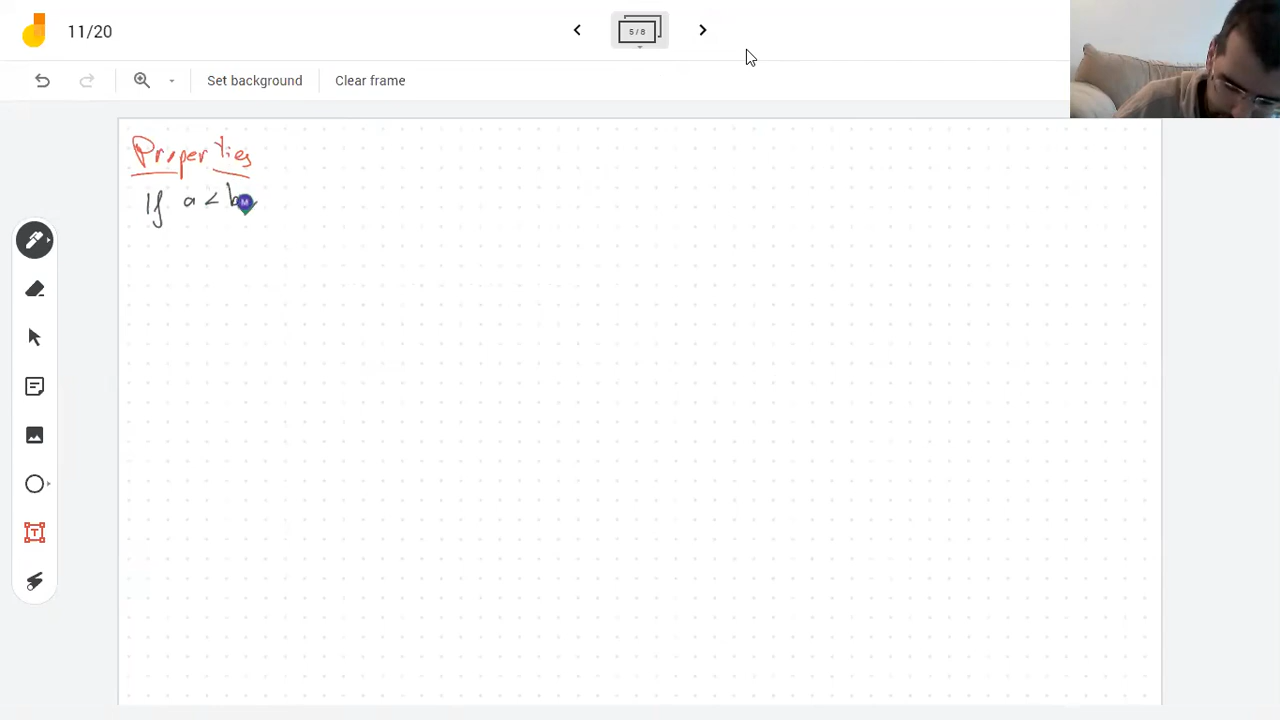 11/20
5 / 8
Set background
Clear frame
Properties
If a < b,
M
T